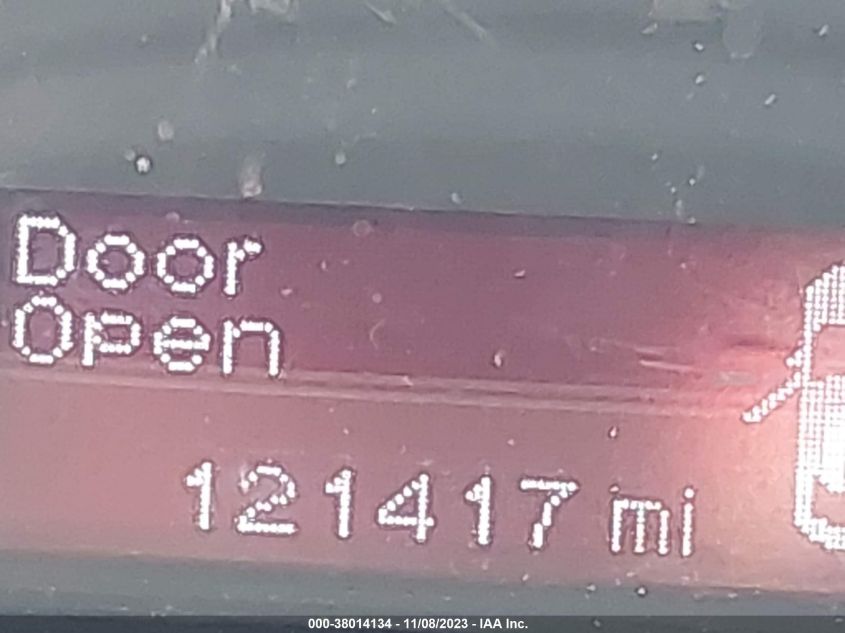 Door
Open
121417 mi
000-38014134 - 11/08/2023 - IAA Inc.